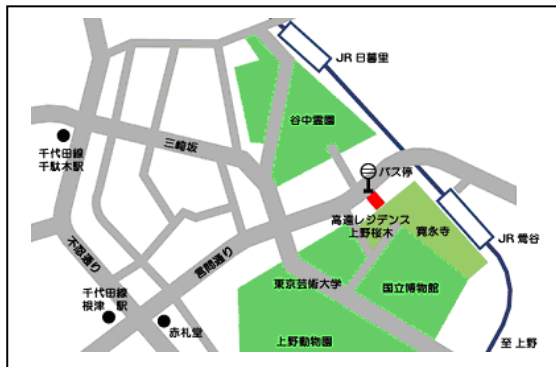 JR 日暮里
谷中霊園
三崎坂
千代田線
千駄木駅
バス停
高遠レジデンス
上野桜木
寛永寺
JR 鶯谷
不忍通り
言問通り
東京芸術大学
国立博物館
千代田線
根津 駅
赤札堂
上野動物園
至 上野